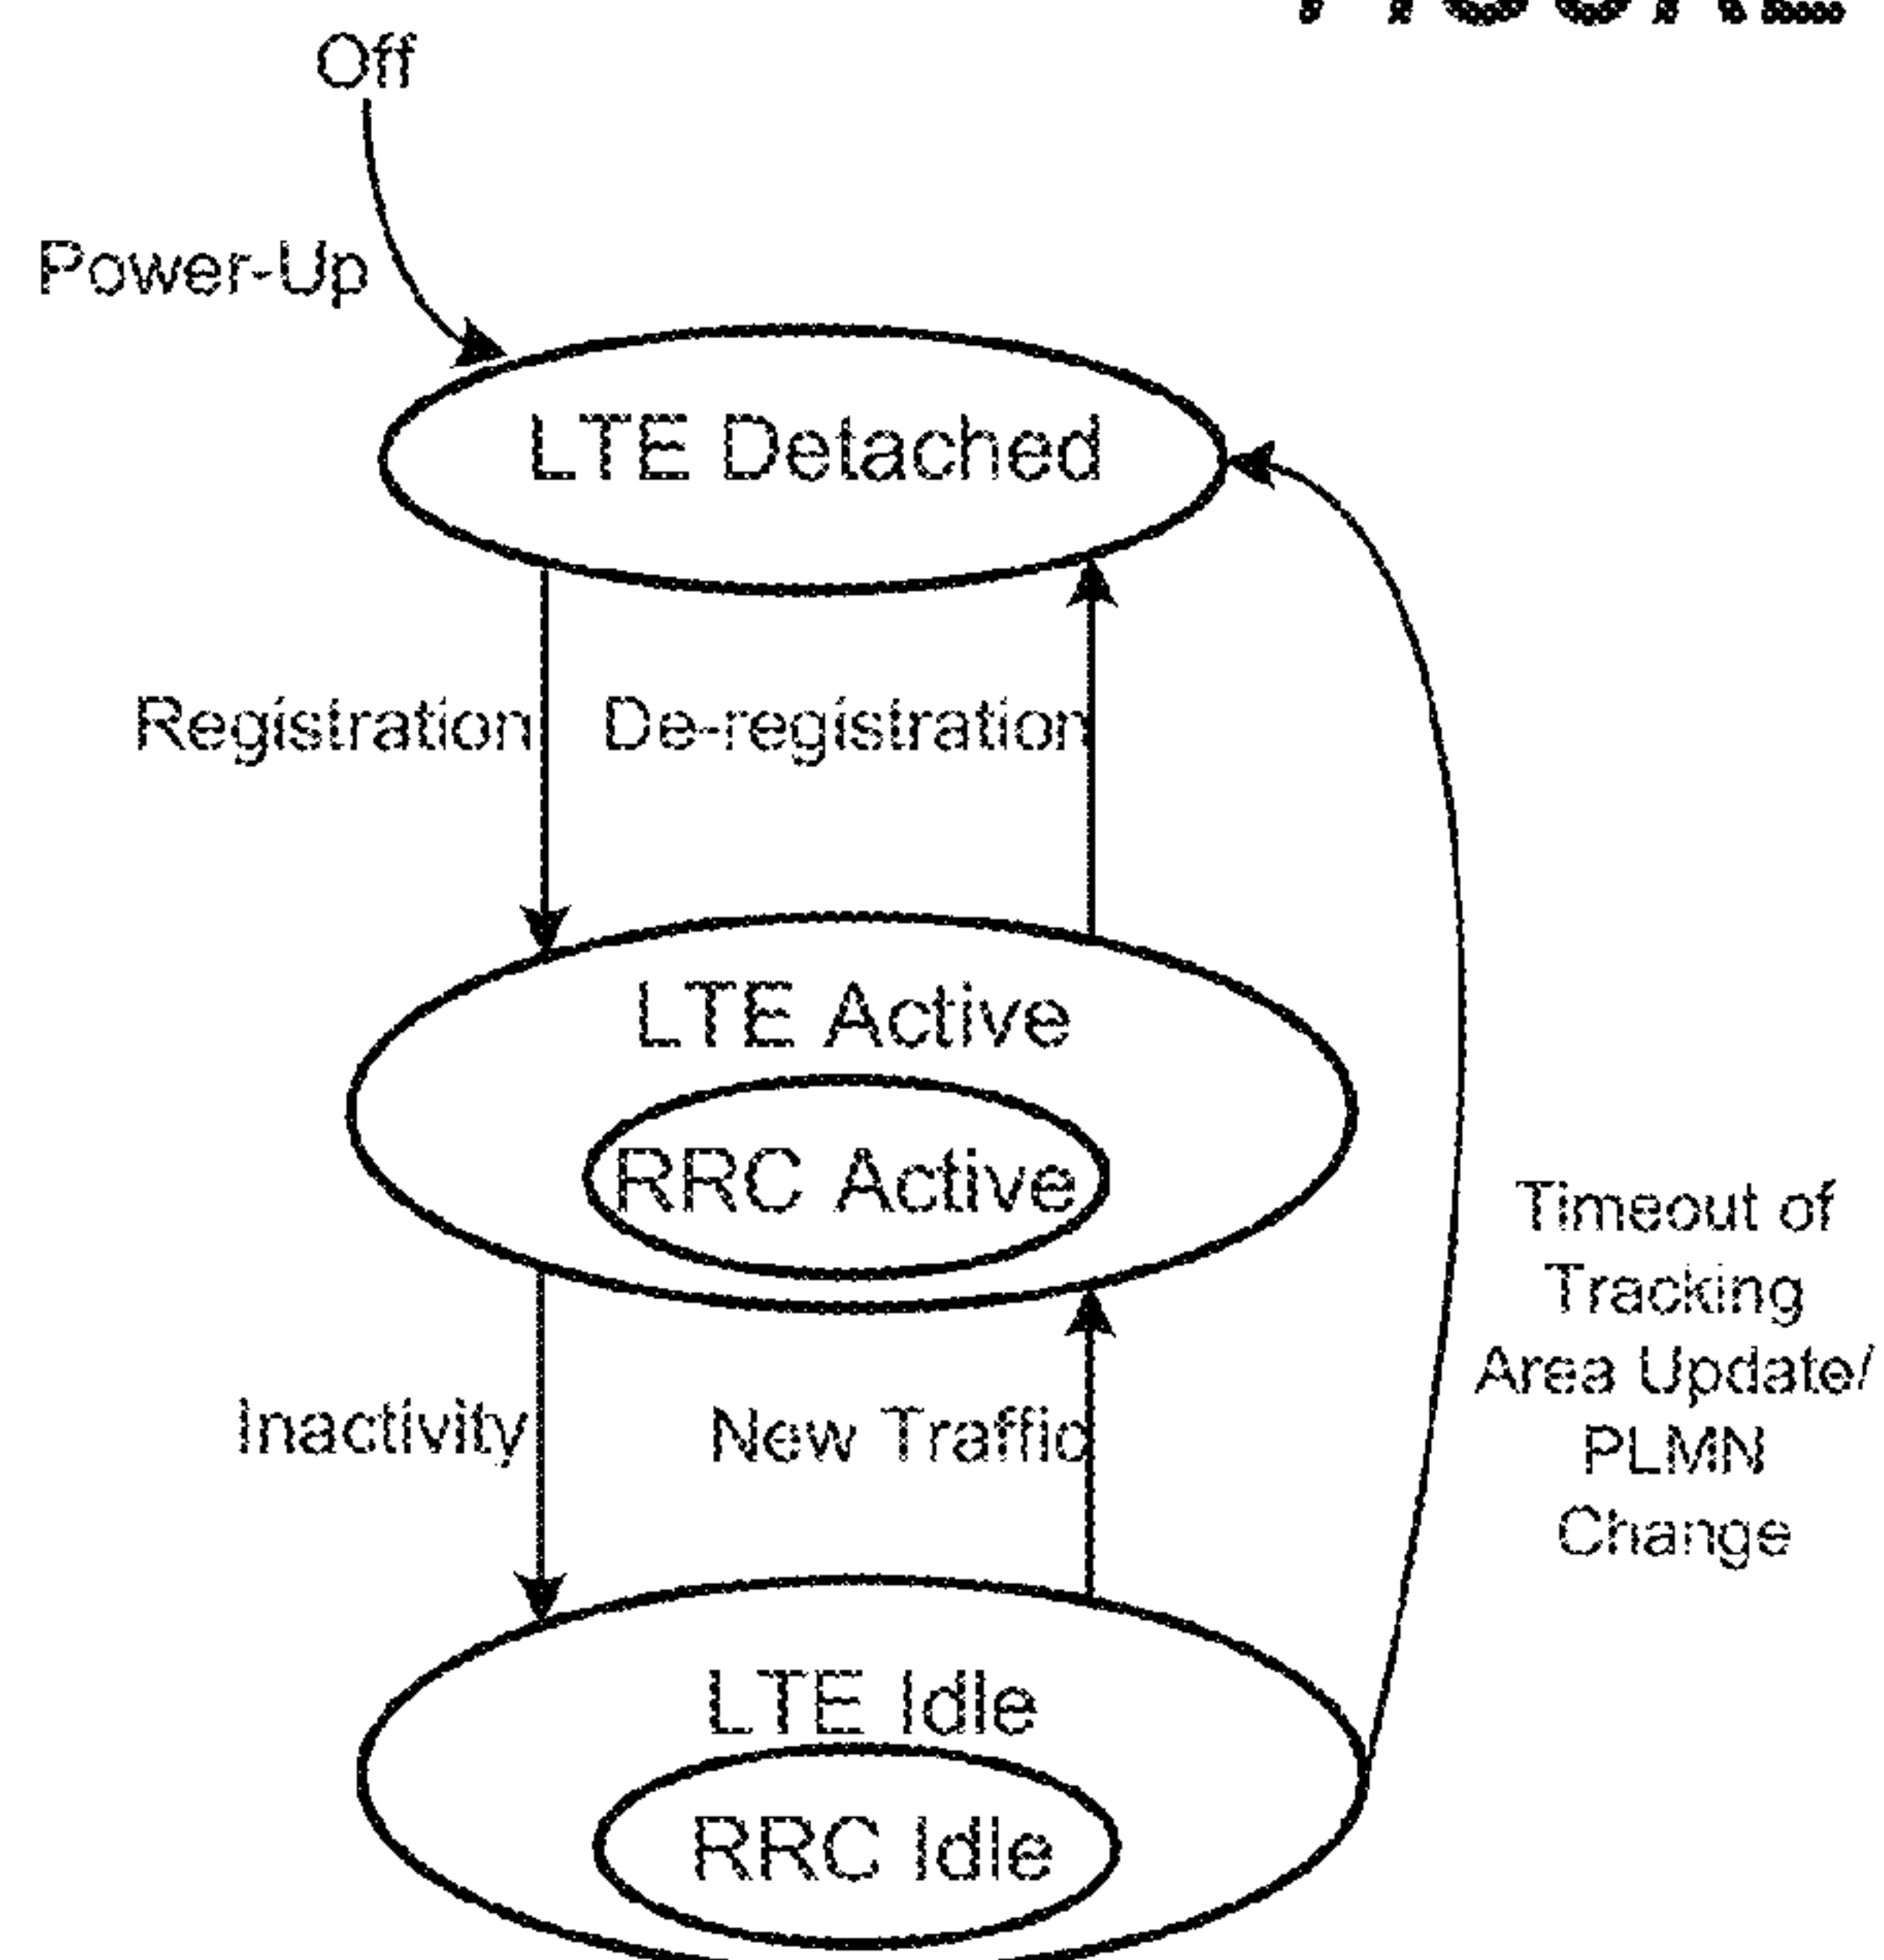 Off
Power-Up
LTE Detached
Registration
De-registration
LTE Active
RRC Active
Timeout of
Tracking
Area Update/
PLMN
Change
Inactivity
New Traffic
LTE Idle
RRC Idle